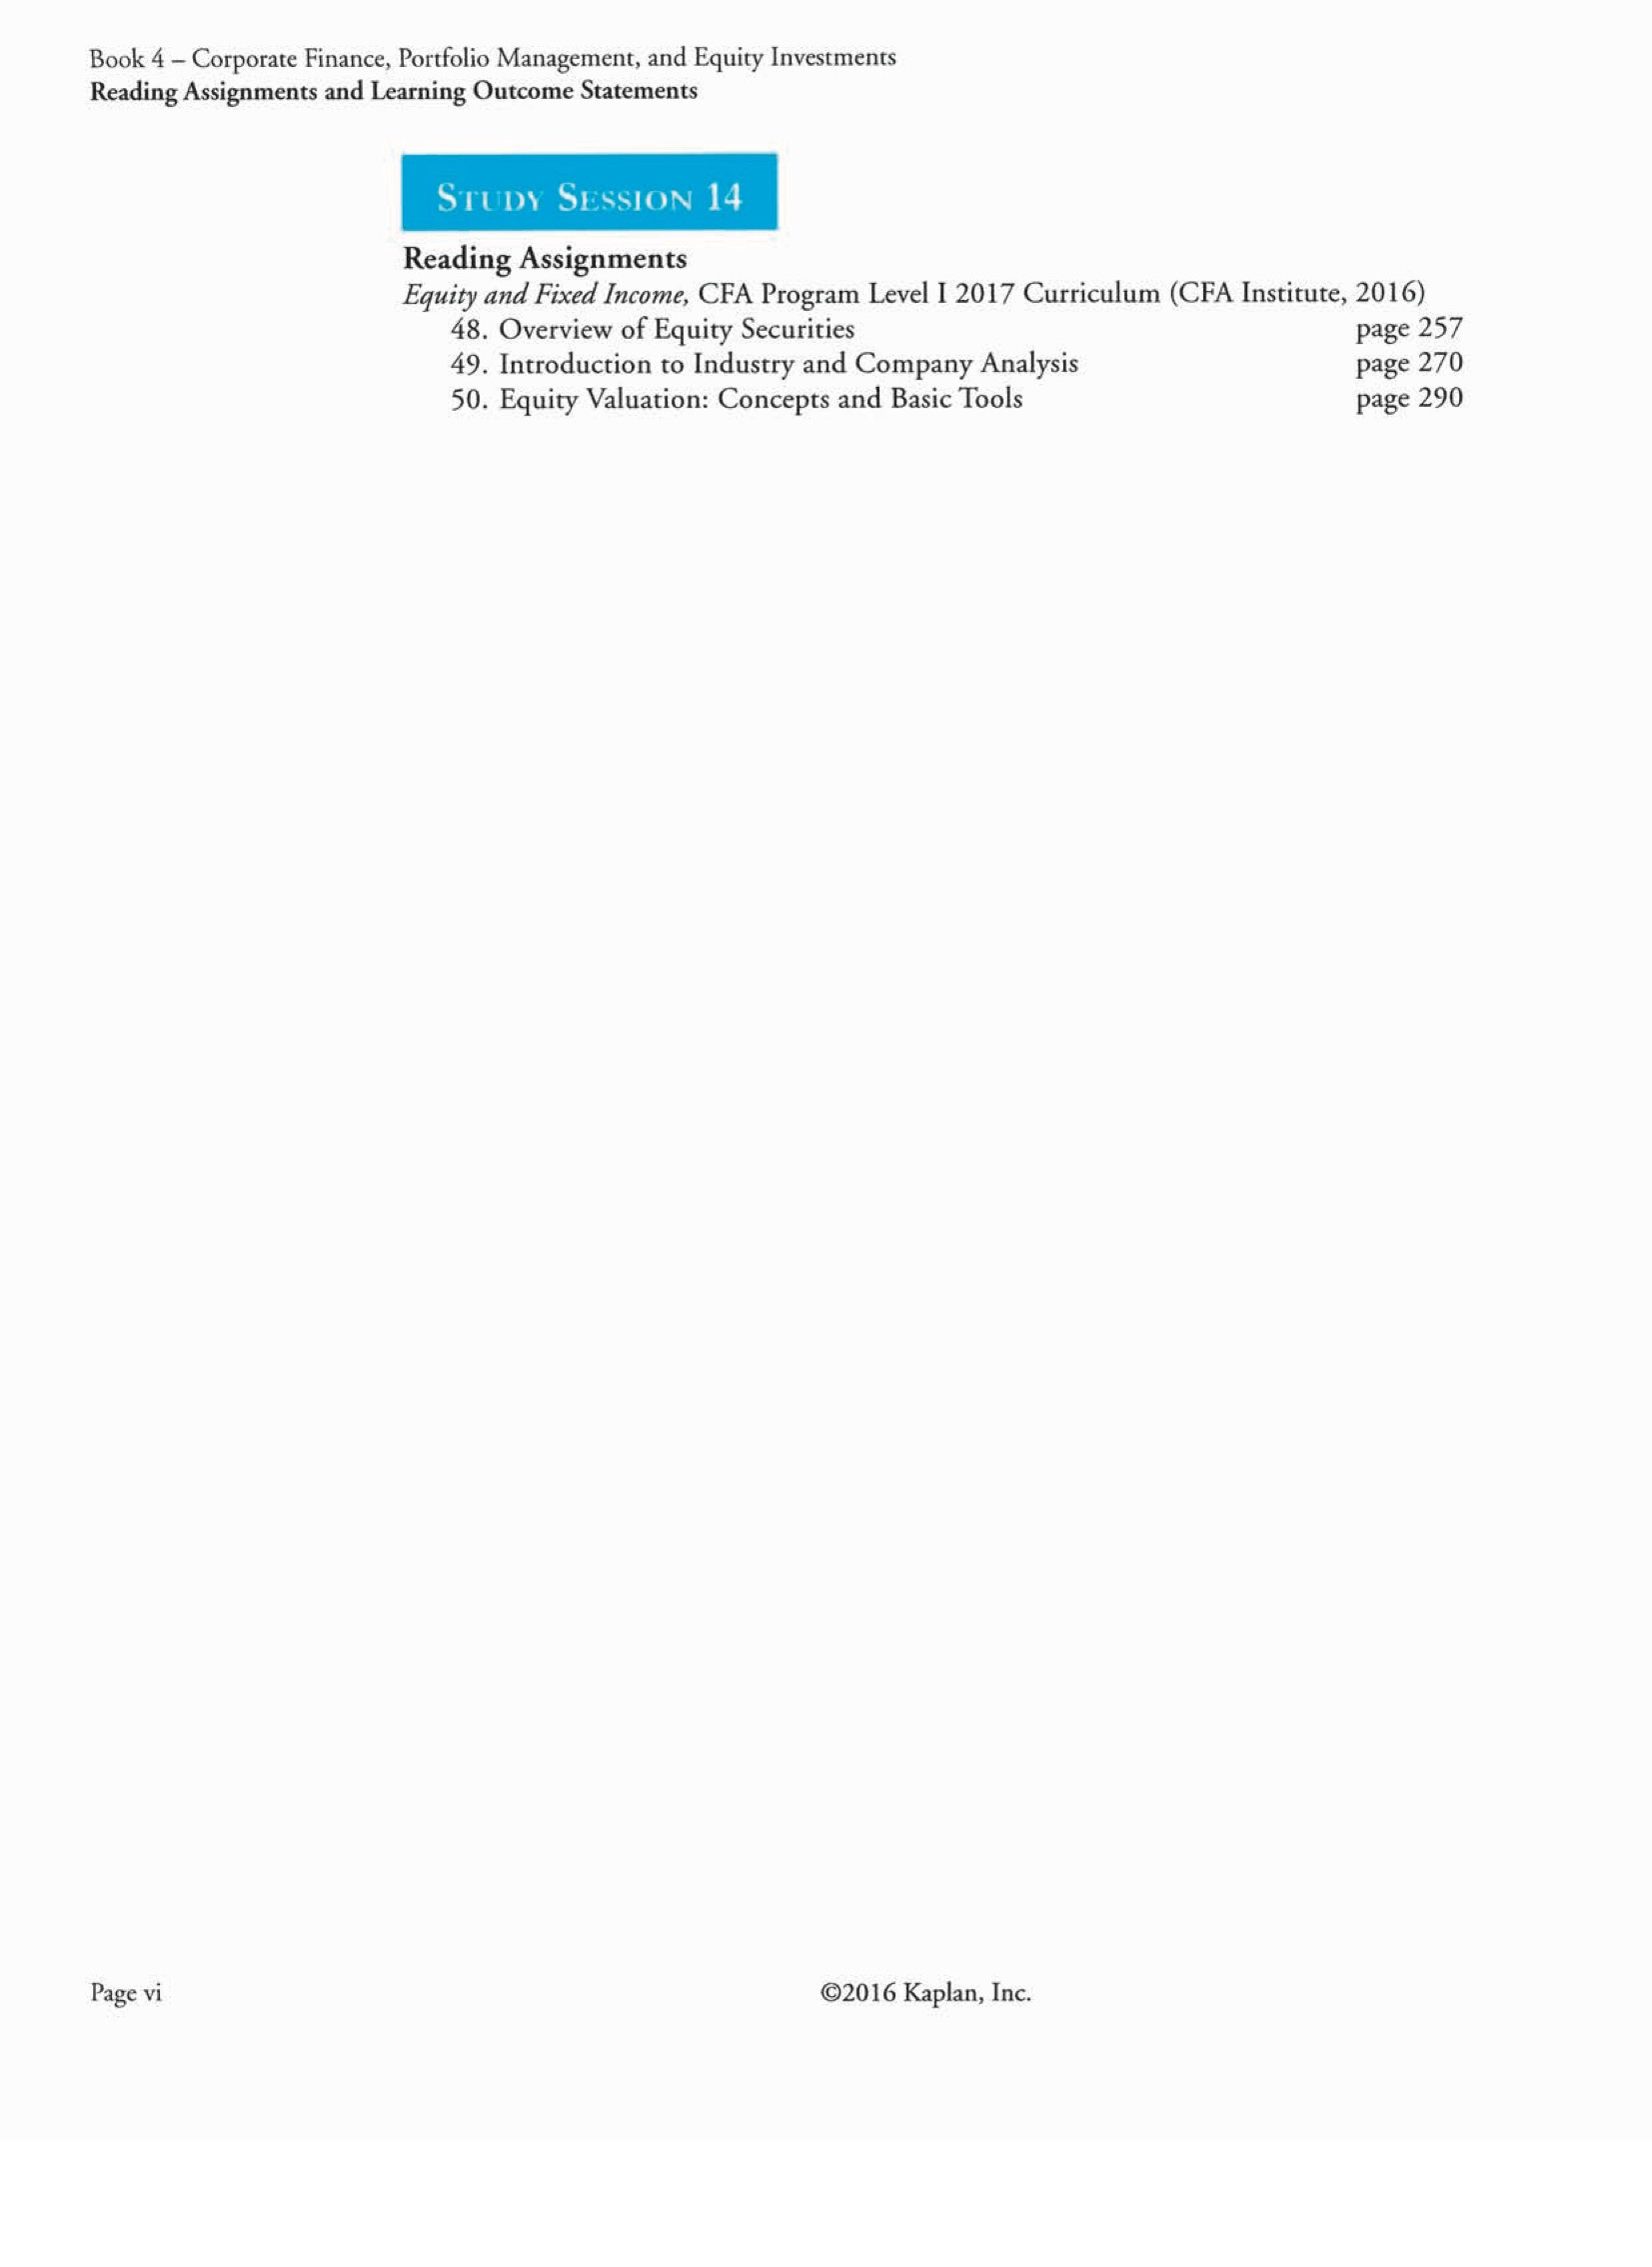 Book 4 – Corporate Finance, Portfolio Management, and Equity Investments
Reading Assignments and Learning Outcome Statements
STUDY SESSION 14
Reading Assignments
Equity and Fixed Income, CFA Program Level I 2017 Curriculum (CFA Institute, 2016)
48. Overview of Equity Securities page 257
49. Introduction to Industry and Company Analysis page 270
50. Equity Valuation: Concepts and Basic Tools page 290
Page vi ©2016 Kaplan, Inc.